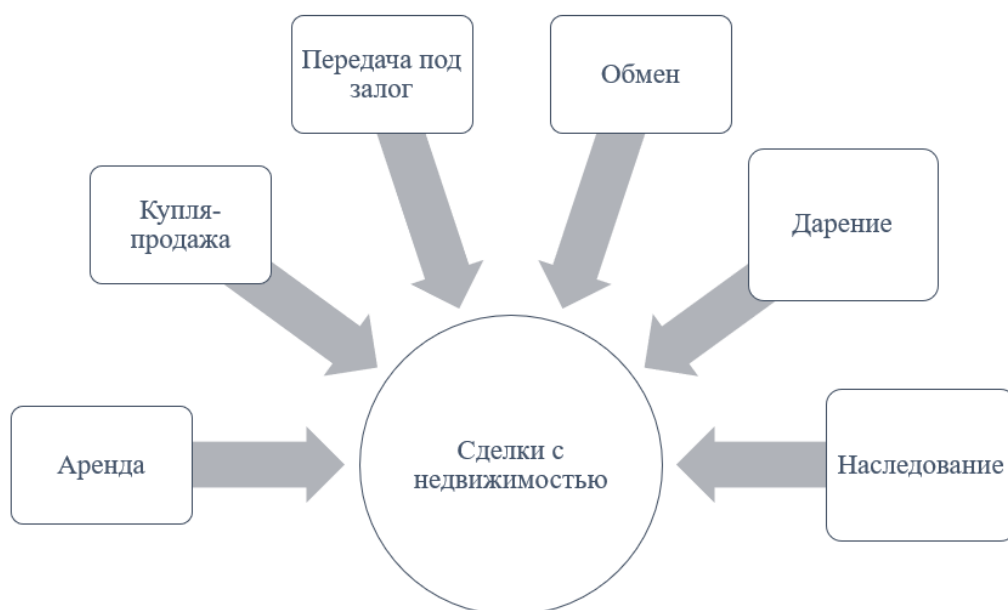 Передача под
залог
Обмен
Купля-
продажа
Дарение
Аренда
Сделки с
недвижимостью
Наследование